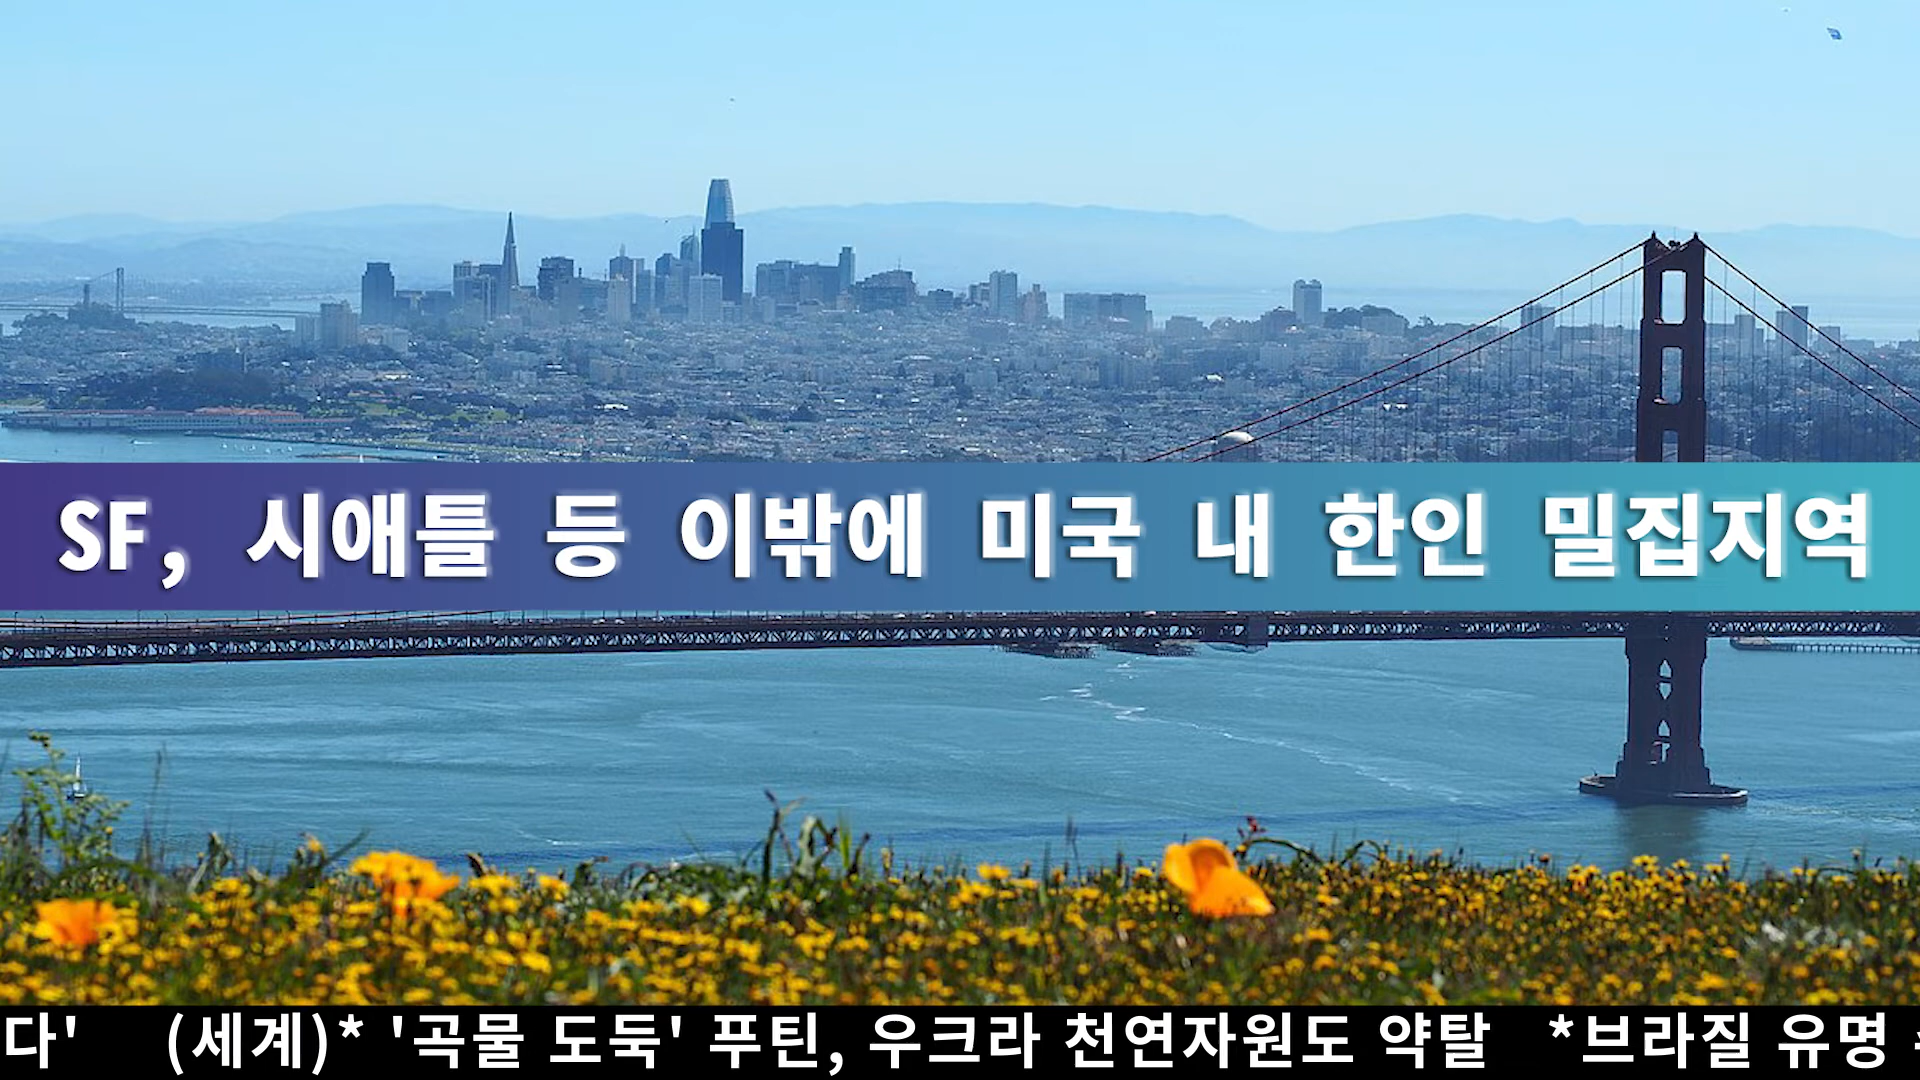 SF, 시애틀 등 이밖에 미국 내 한인 밀집지역
다' (세계)* '곡물 도둑' 푸틴, 우크라 천연자원도 약탈 *브라질 유명